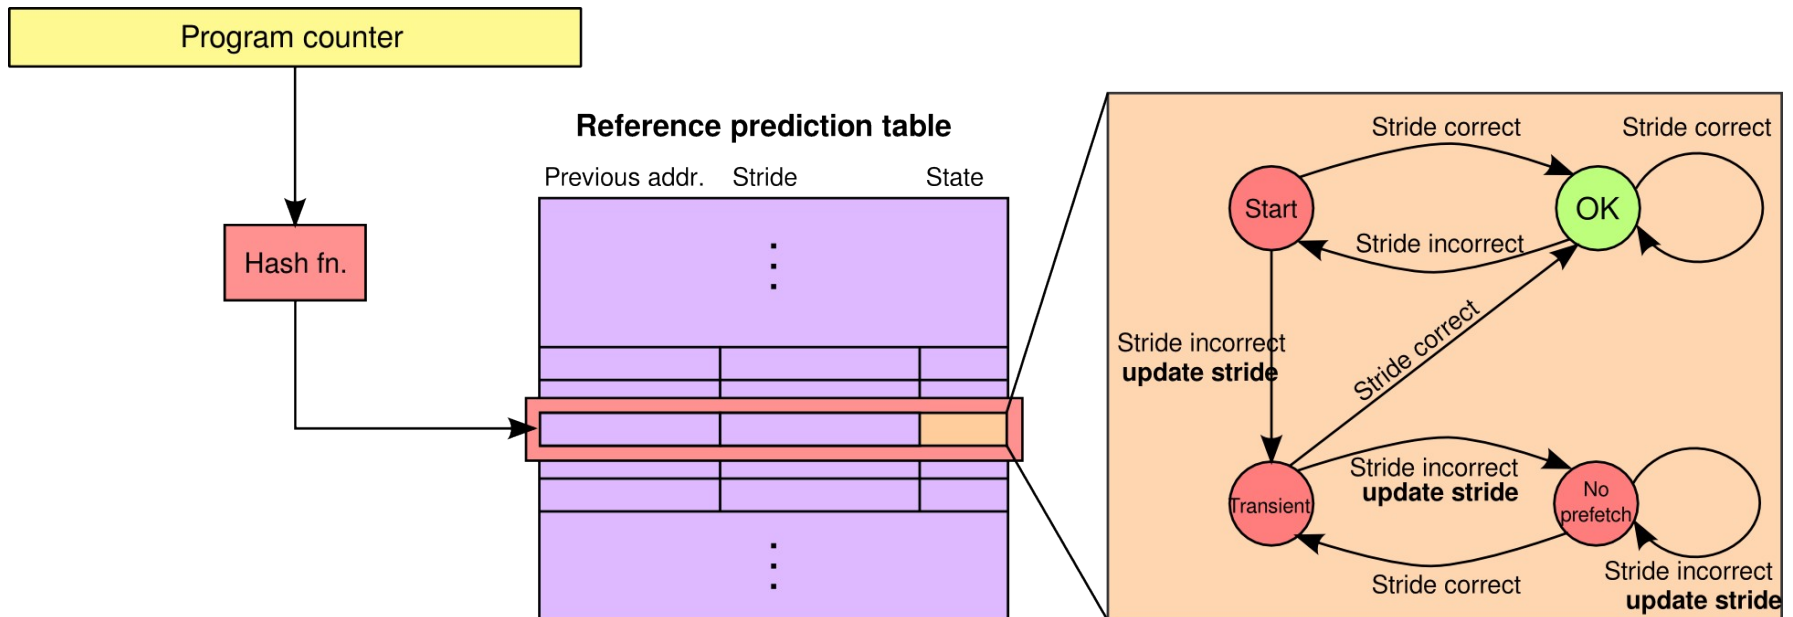 Program counter
Hash fn.
Reference prediction table
Previous addr.
Stride
State
Stride correct
Stride correct
Start
OK
Stride incorrect
Stride incorrect
update stride
Stride correct
Stride incorrect
update stride
Transient
No
prefetch
Stride correct
Stride incorrect
update stride